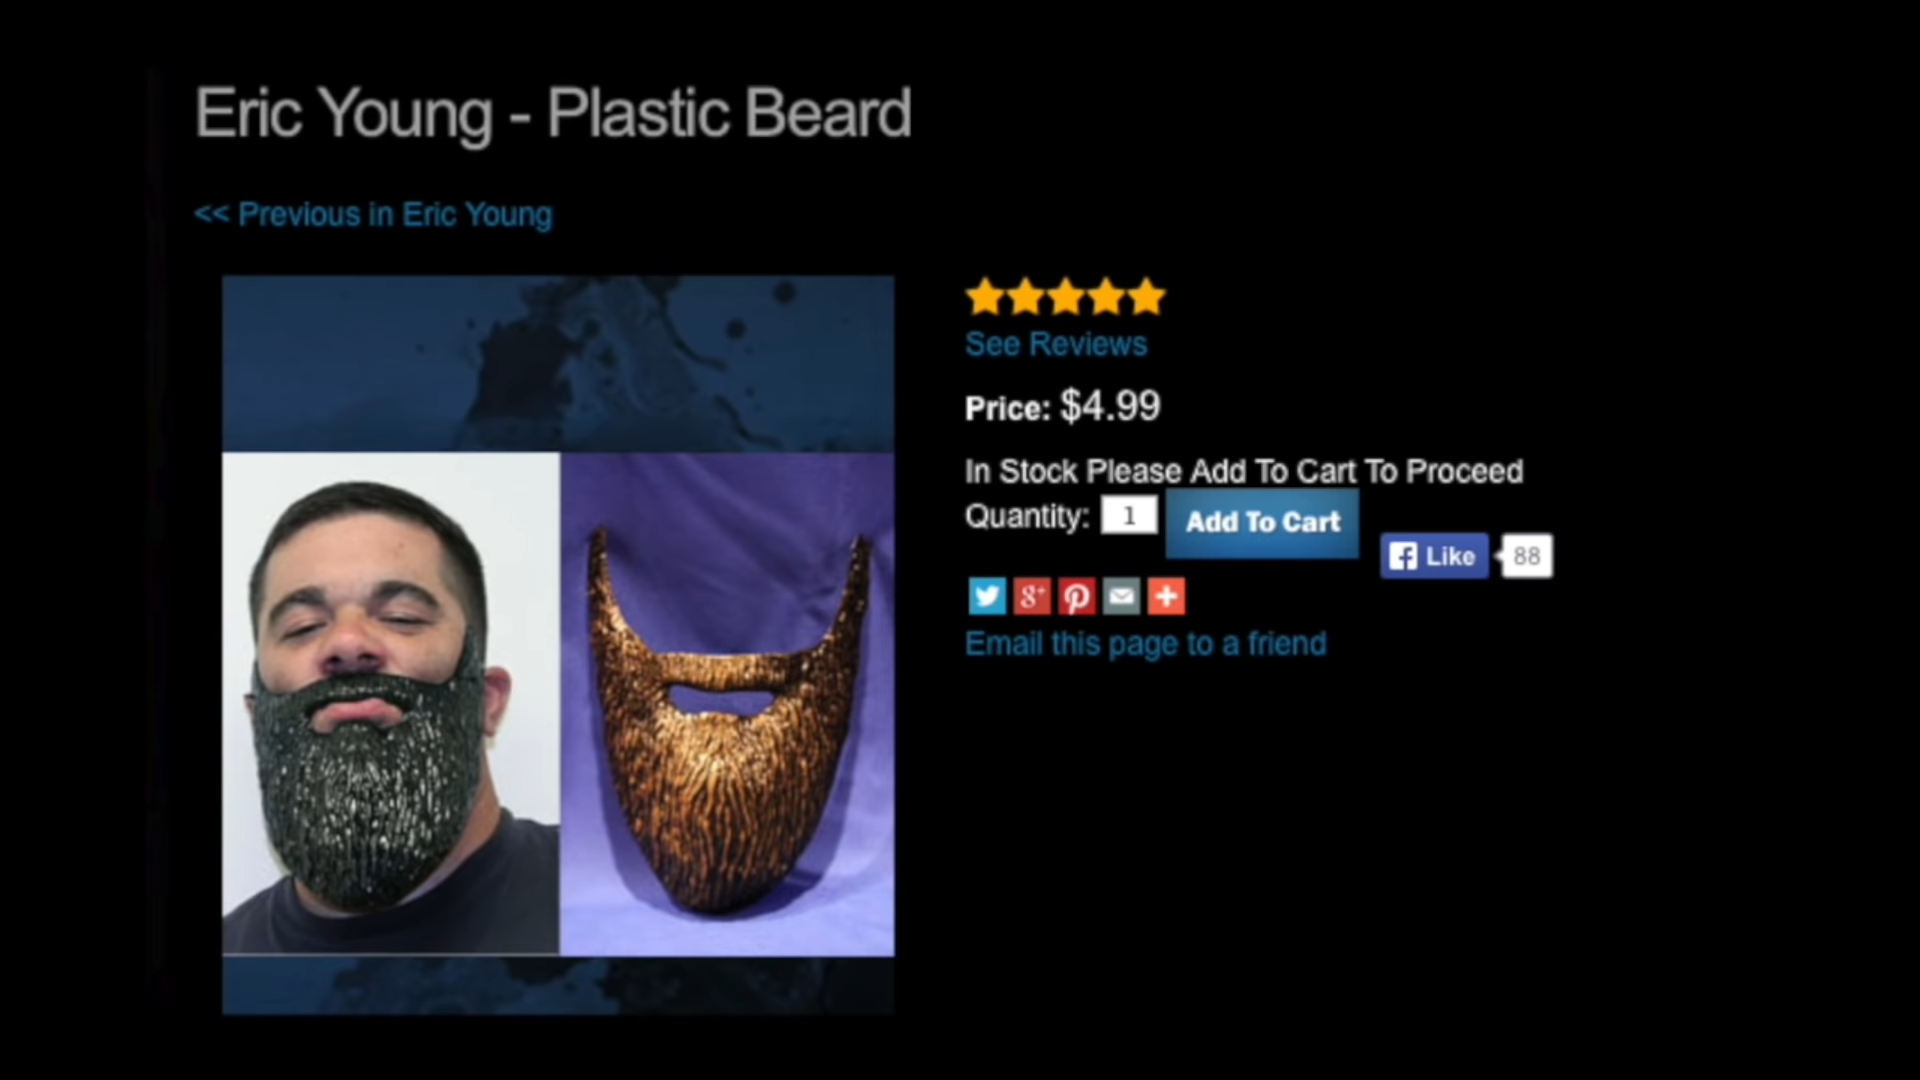 Eric Young - Plastic Beard
<< Previous in Eric Young
See Reviews
Price: $4.99
In Stock Please Add To Cart To Proceed
Quantity: 1 Add To Cart
Like 88
Email this page to a friend